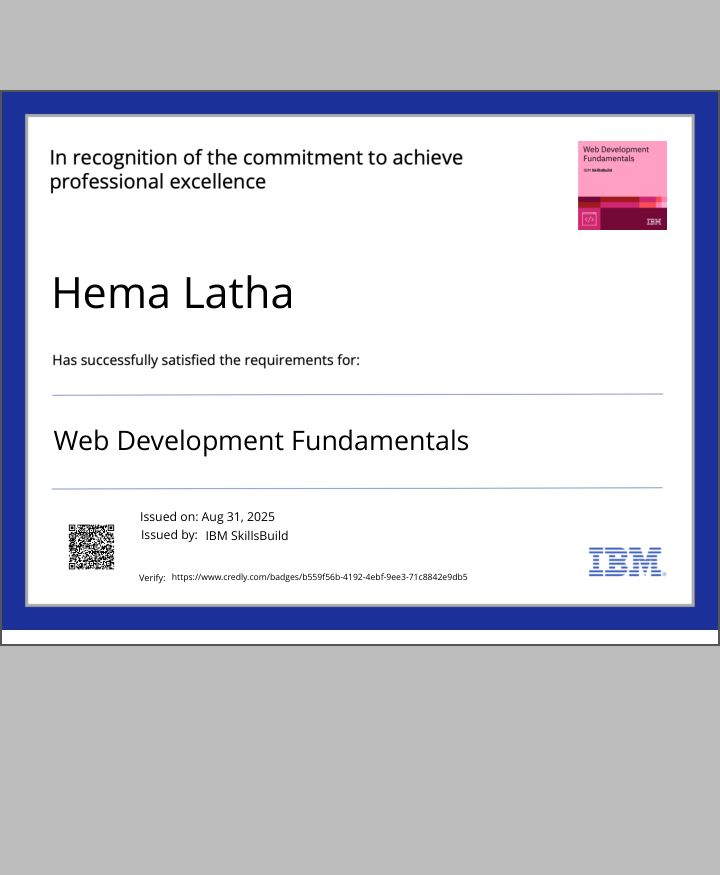 In recognition of the commitment to achieve
professional excellence
Web Development
Fundamentals
IBM SkillsBuild
</>
IBM
Hema Latha
Has successfully satisfied the requirements for:
Web Development Fundamentals
Issued on: Aug 31, 2025
Issued by: IBM SkillsBuild
Verify: https://www.credly.com/badges/b559f56b-4192-4ebf-9ee3-71c8842e9db5
IBM®